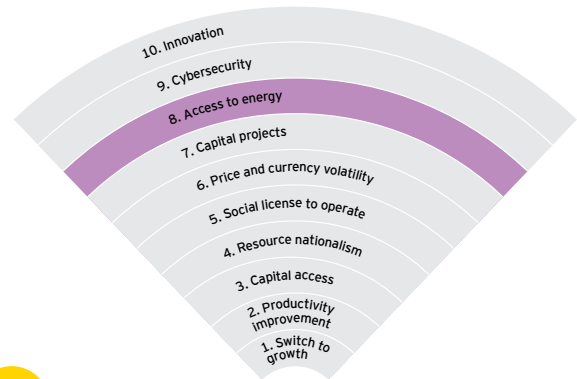 10. Innovation
9. Cybersecurity
8. Access to energy
7. Capital projects
6. Price and currency volatility
5. Social license to operate
4. Resource nationalism
3. Capital access
2. Productivity
improvement
1. Switch to
growth